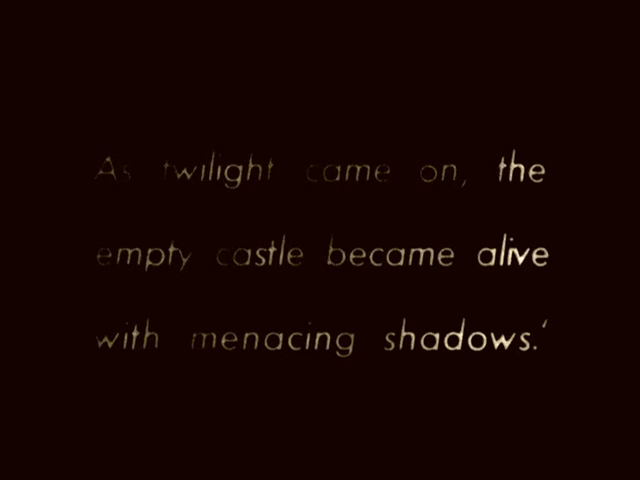 As twilight came on, the
empty castle became alive
with menacing shadows.'